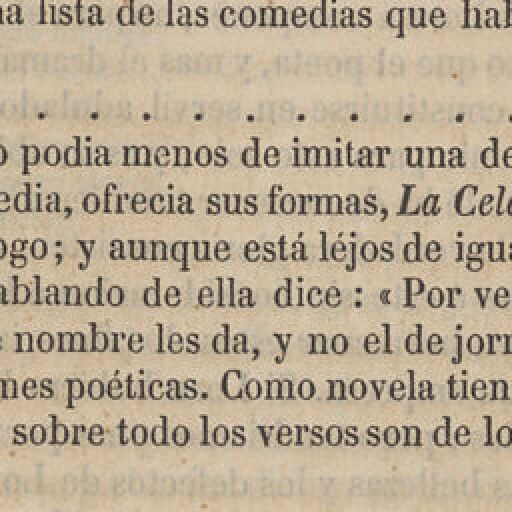 na lista de las comedias que hab
. . . . . . . . . .
o podia menos de imitar una de
edia, ofrecia sus formas, La Cele
ogo; y aunque está léjos de igua
ablando de ella dice : « Por ve
nombre les da, y no el de jorn
nes poéticas. Como novela tien
sobre todo los versos son de lo